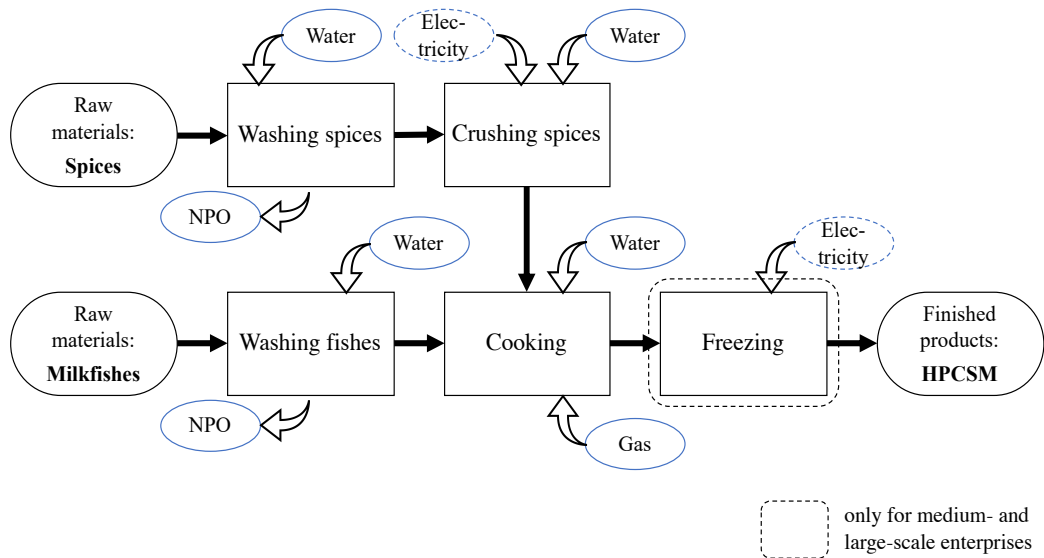 Water
Elec-
tricity
Water
Raw
materials:
Spices
Washing spices
Crushing spices
NPO
Water
Water
Elec-
tricity
Raw
materials:
Milkfishes
Washing fishes
Cooking
Freezing
Finished
products:
HPCSM
NPO
Gas
only for medium- and
large-scale enterprises